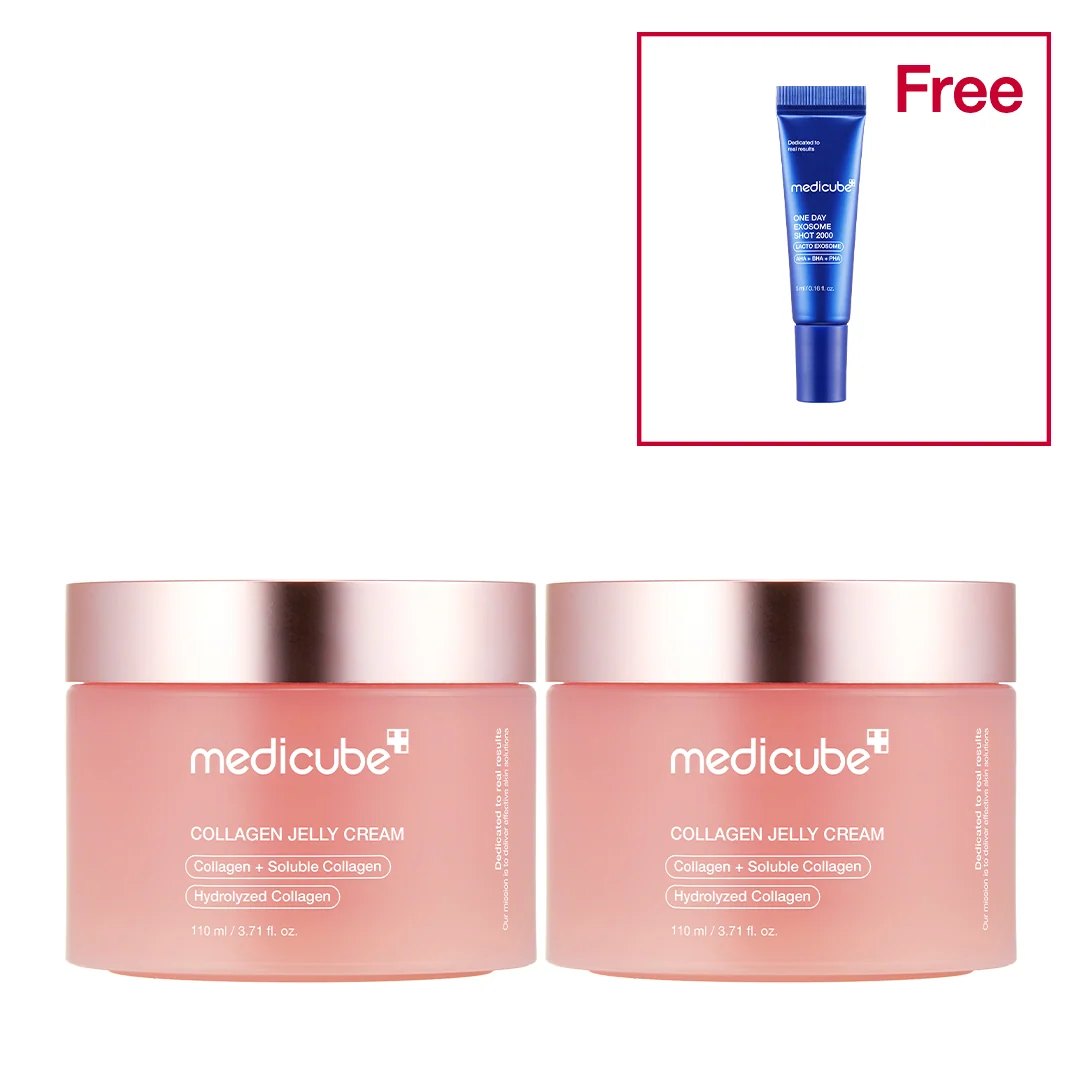 Free
Dedicated to
real results
medicube
ONE DAY
EXOSOME
SHOT 2000
LACTO EXOSOME
AHA + BHA + PHA
5 ml / 0.16 fl. oz.
medicube
COLLAGEN JELLY CREAM
Collagen + Soluble Collagen
Hydrolyzed Collagen
110 ml / 3.71 fl. oz.
Dedicated to real results
Our mission is to deliver effective skin solutions
medicube
COLLAGEN JELLY CREAM
Collagen + Soluble Collagen
Hydrolyzed Collagen
110 ml / 3.71 fl. oz.
Dedicated to real results
Our mission is to deliver effective skin solutions